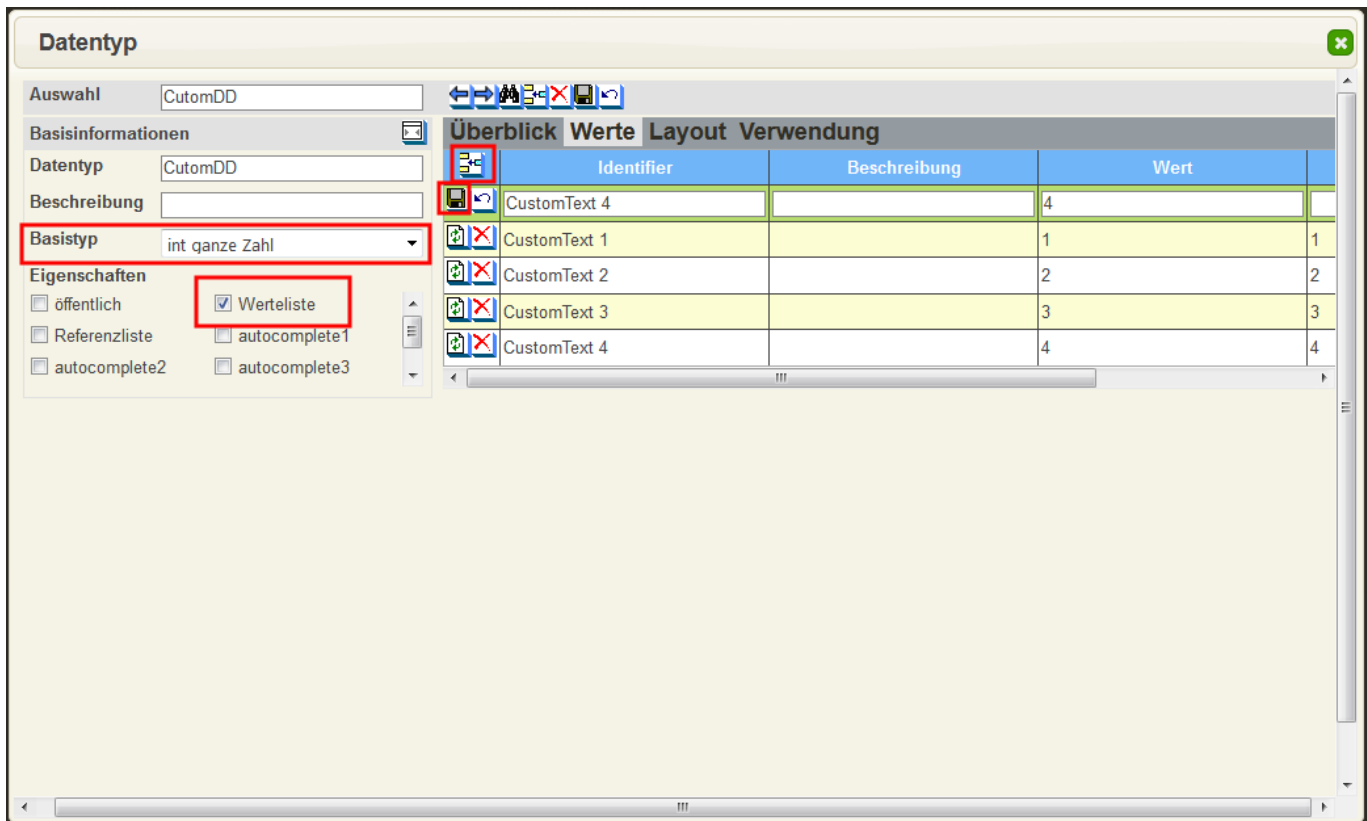 Datentyp
Auswahl CutomDD
Basisinformationen
Überblick Werte Layout Verwendung
Datentyp CutomDD
Identifier Beschreibung Wert
Beschreibung
CustomText 4 4
Basistyp int ganze Zahl
CustomText 1 1 1
Eigenschaften
CustomText 2 2 2
öffentlich Werteliste
CustomText 3 3 3
Referenzliste autocomplete1
CustomText 4 4 4
autocomplete2 autocomplete3